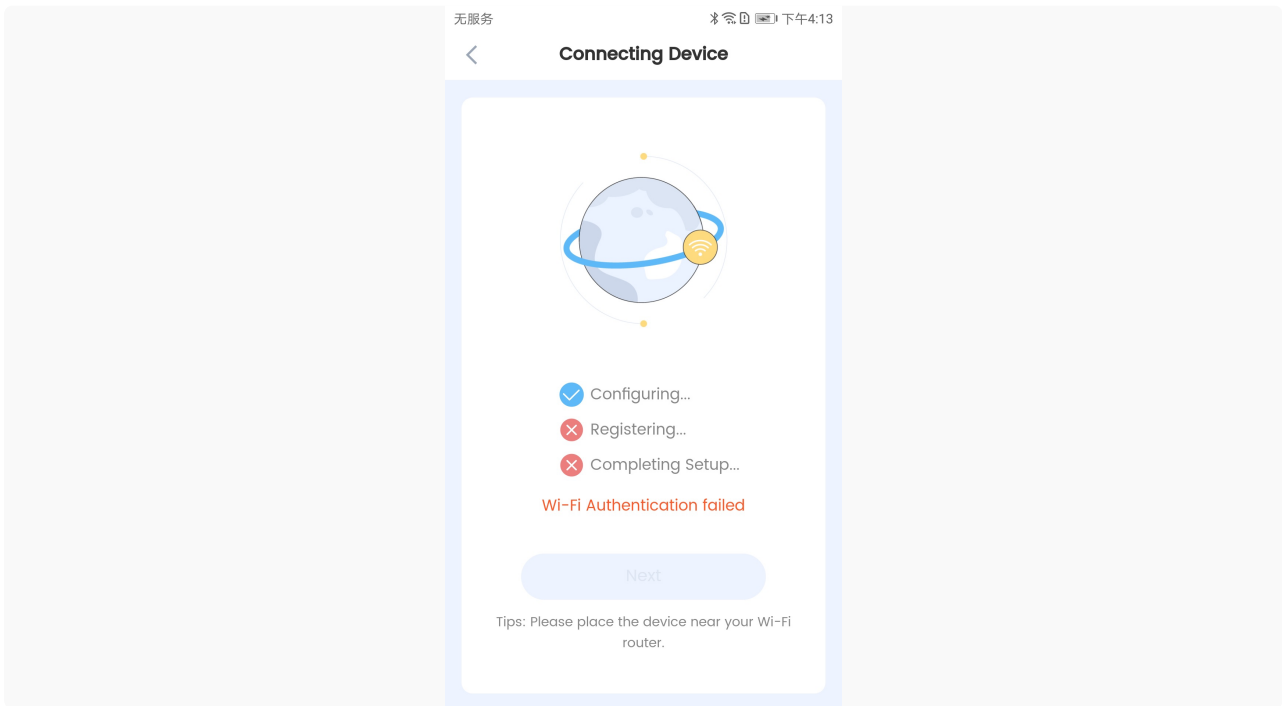 无服务 下午4:13
Connecting Device
Configuring...
Registering...
Completing Setup...
Wi-Fi Authentication failed
Next
Tips: Please place the device near your Wi-Fi
router.